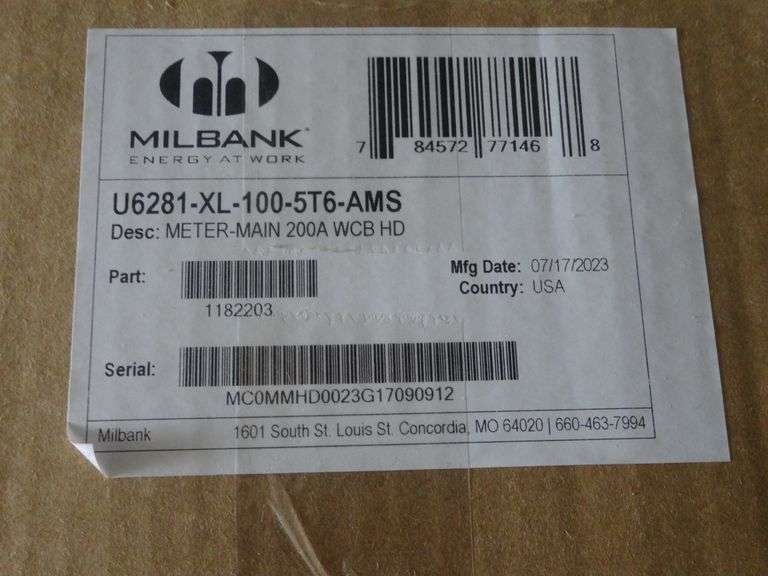 MILBANK®
ENERGY AT WORK
7 84572 77146 8
U6281-XL-100-5T6-AMS
Desc: METER-MAIN 200A WCB HD
Part:
1182203
Mfg Date: 07/17/2023
Country: USA
Serial:
MC0MMHD0023G17090912
Milbank 1601 South St. Louis St. Concordia, MO 64020 | 660-463-7994